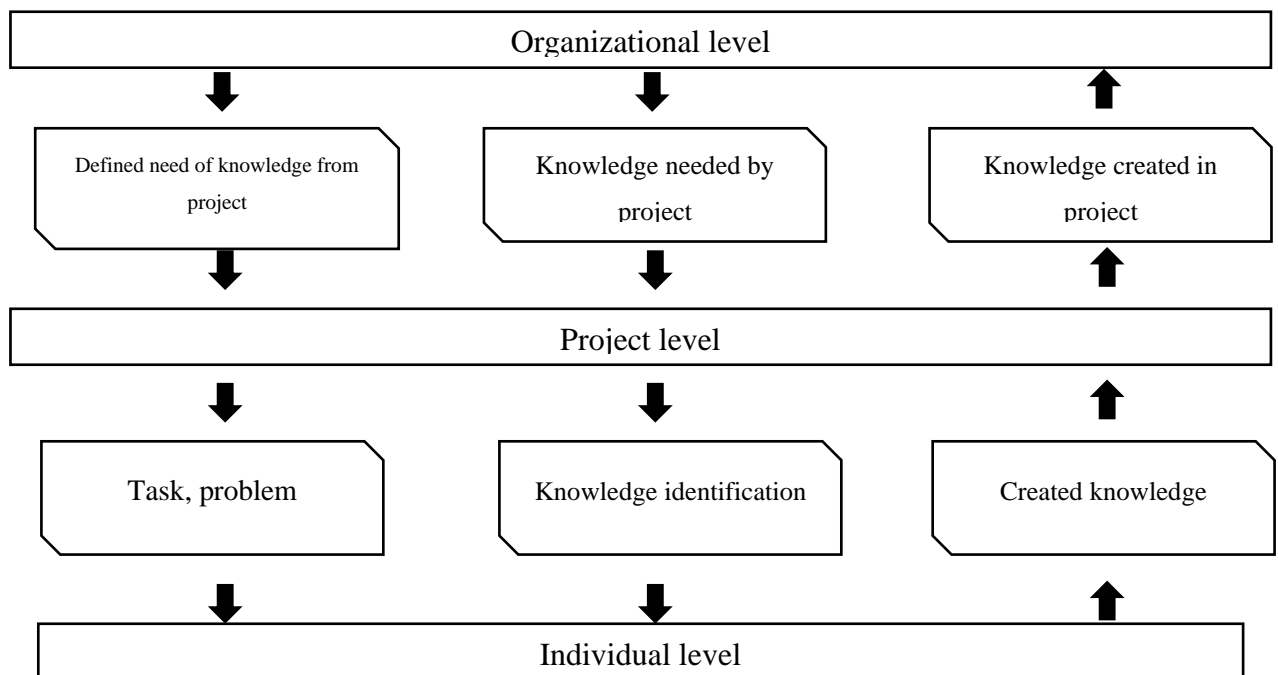 Organizational level
Defined need of knowledge from
project
Knowledge needed by
project
Knowledge created in
project
Project level
Task, problem
Knowledge identification
Created knowledge
Individual level